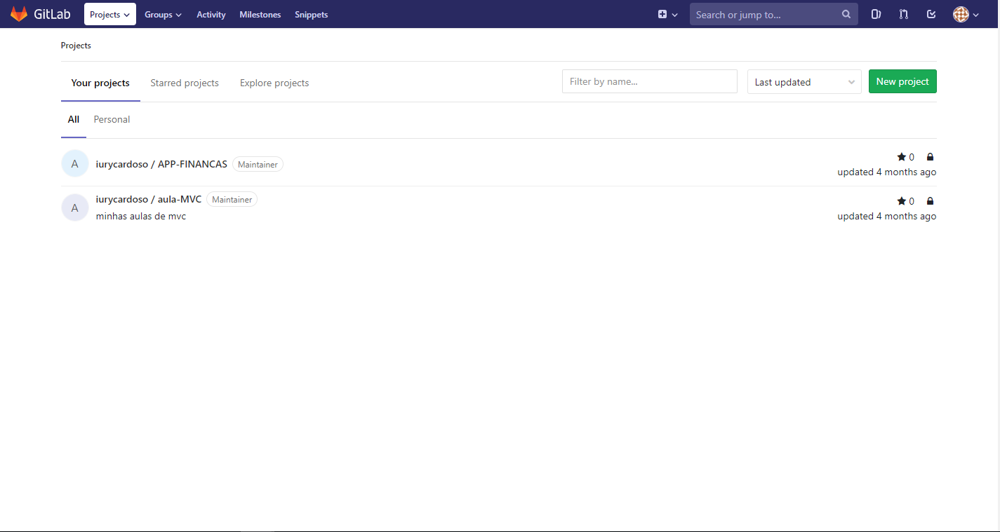 GitLab Projects Groups Activity Milestones Snippets Search or jump to...
Projects
Your projects Starred projects Explore projects Filter by name... Last updated New project
All Personal
A iurycardoso / APP-FINANCAS Maintainer 0
updated 4 months ago
A iurycardoso / aula-MVC Maintainer 0
minhas aulas de mvc updated 4 months ago